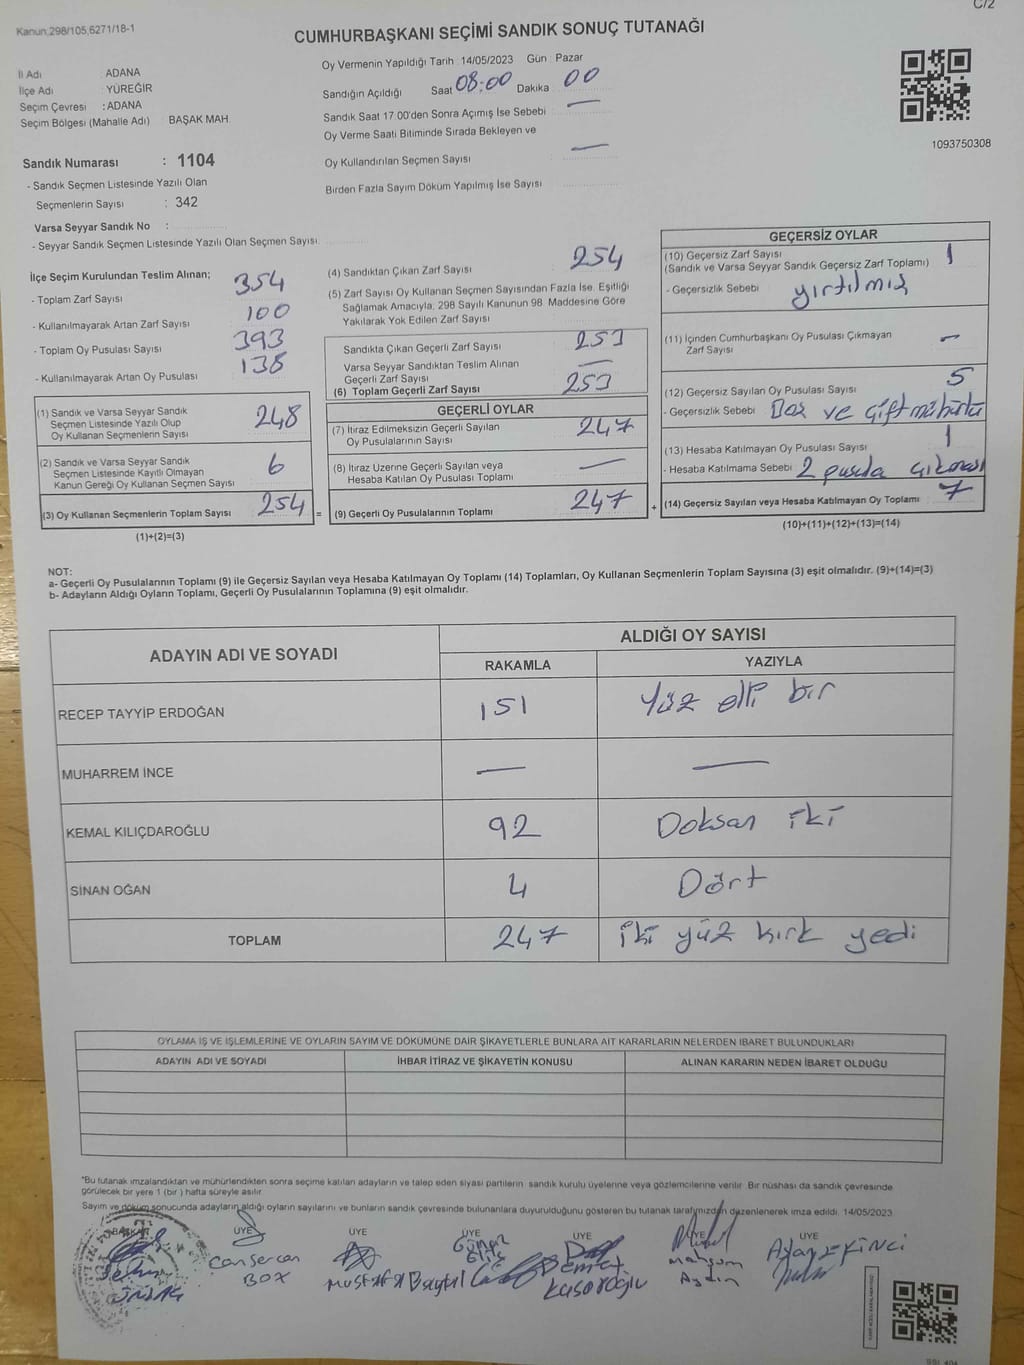 C/2
Kanun.298/105,6271/18-1
CUMHURBAŞKANI SEÇİMİ SANDIK SONUÇ TUTANAĞI
İl Adı : ADANA
İlçe Adı : YÜREĞİR
Seçim Çevresi : ADANA
Seçim Bölgesi (Mahalle Adı) BAŞAK MAH.
Sandık Numarası : 1104
- Sandık Seçmen Listesinde Yazılı Olan
Seçmenlerin Sayısı : 342
Varsa Seyyar Sandık No :
- Seyyar Sandık Seçmen Listesinde Yazılı Olan Seçmen Sayısı:
Oy Vermenin Yapıldığı Tarih : 14/05/2023 Gün : Pazar
Sandığın Açıldığı Saat 08:00 Dakika 00
Sandık Saat 17.00'den Sonra Açımış İse Sebebi —
Oy Verme Saati Bitiminde Sırada Bekleyen ve
Oy Kullandırılan Seçmen Sayısı —
Birden Fazla Sayım Döküm Yapılmış İse Sayısı
1093750308
İlçe Seçim Kurulundan Teslim Alınan;
- Toplam Zarf Sayısı 354
- Kullanılmayarak Artan Zarf Sayısı 100
- Toplam Oy Pusulası Sayısı 393
- Kullanılmayarak Artan Oy Pusulası 138
(1) Sandık ve Varsa Seyyar Sandık
Seçmen Listesinde Yazılı Olup
Oy Kullanan Seçmenlerin Sayısı 248
(2) Sandık ve Varsa Seyyar Sandık
Seçmen Listesinde Kayıtlı Olmayan
Kanun Gereği Oy Kullanan Seçmen Sayısı 6
(3) Oy Kullanan Seçmenlerin Toplam Sayısı 254 =
(1)+(2)=(3)
(4) Sandıktan Çıkan Zarf Sayısı 254
(5) Zarf Sayısı Oy Kullanan Seçmen Sayısından Fazla İse, Eşitliği
Sağlamak Amacıyla, 298 Sayılı Kanunun 98. Maddesine Göre
Yakılarak Yok Edilen Zarf Sayısı
Sandıkta Çıkan Geçerli Zarf Sayısı 253
Varsa Seyyar Sandıktan Teslim Alınan
Geçerli Zarf Sayısı —
(6) Toplam Geçerli Zarf Sayısı 253
GEÇERLİ OYLAR
(7) İtiraz Edilmeksizin Geçerli Sayılan
Oy Pusulalarının Sayısı 247
(8) İtiraz Üzerine Geçerli Sayılan veya
Hesaba Katılan Oy Pusulası Toplamı —
(9) Geçerli Oy Pusulalarının Toplamı 247 +
GEÇERSİZ OYLAR
(10) Geçersiz Zarf Sayısı 1
(Sandık ve Varsa Seyyar Sandık Geçersiz Zarf Toplamı)
- Geçersizlik Sebebi yırtılmış
(11) İçinden Cumhurbaşkanı Oy Pusulası Çıkmayan
Zarf Sayısı —
(12) Geçersiz Sayılan Oy Pusulası Sayısı 5
- Geçersizlik Sebebi Boş ve çift mühürlü
(13) Hesaba Katılmayan Oy Pusulası Sayısı 1
- Hesaba Katılmama Sebebi 2 pusula çıkması
(14) Geçersiz Sayılan veya Hesaba Katılmayan Oy Toplamı 7
(10)+(11)+(12)+(13)=(14)
NOT:
a- Geçerli Oy Pusulalarının Toplamı (9) ile Geçersiz Sayılan veya Hesaba Katılmayan Oy Toplamı (14) Toplamları, Oy Kullanan Seçmenlerin Toplam Sayısına (3) eşit olmalıdır. (9)+(14)=(3)
b- Adayların Aldığı Oyların Toplamı, Geçerli Oy Pusulalarının Toplamına (9) eşit olmalıdır.
ADAYIN ADI VE SOYADI ALDIĞI OY SAYISI
RAKAMLA YAZIYLA
RECEP TAYYİP ERDOĞAN 151 Yüz elli bir
MUHARREM İNCE — —
KEMAL KILIÇDAROĞLU 92 Doksan iki
SİNAN OĞAN 4 Dört
TOPLAM 247 iki yüz kırk yedi
OYLAMA İŞ VE İŞLEMLERİNE VE OYLARIN SAYIM VE DÖKÜMÜNE DAİR ŞİKAYETLERLE BUNLARA AİT KARARLARIN NELERDEN İBARET BULUNDUKLARI
ADAYIN ADI VE SOYADI İHBAR İTİRAZ VE ŞİKAYETİN KONUSU ALINAN KARARIN NEDEN İBARET OLDUĞU
*Bu tutanak imzalandıktan ve mühürlendikten sonra seçime katılan adayların ve talep eden siyasi partilerin sandık kurulu üyelerine veya gözlemcilerine verilir. Bir nüshası da sandık çevresinde
görülecek bir yere 1 (bir) hafta süreyle asılır.
Sayım ve döküm sonucunda adayların aldığı oyların sayılarını ve bunların sandık çevresinde bulunanlara duyurulduğunu gösteren bu tutanak tarafımızdan düzenlenerek imza edildi. 14/05/2023
BAŞKAN ÜYE ÜYE ÜYE ÜYE ÜYE ÜYE
Can Sercan
BOX
Mustafa Baytal
Kasaroğlu
Mahsum
Aydın
Ayay EKİNCİ